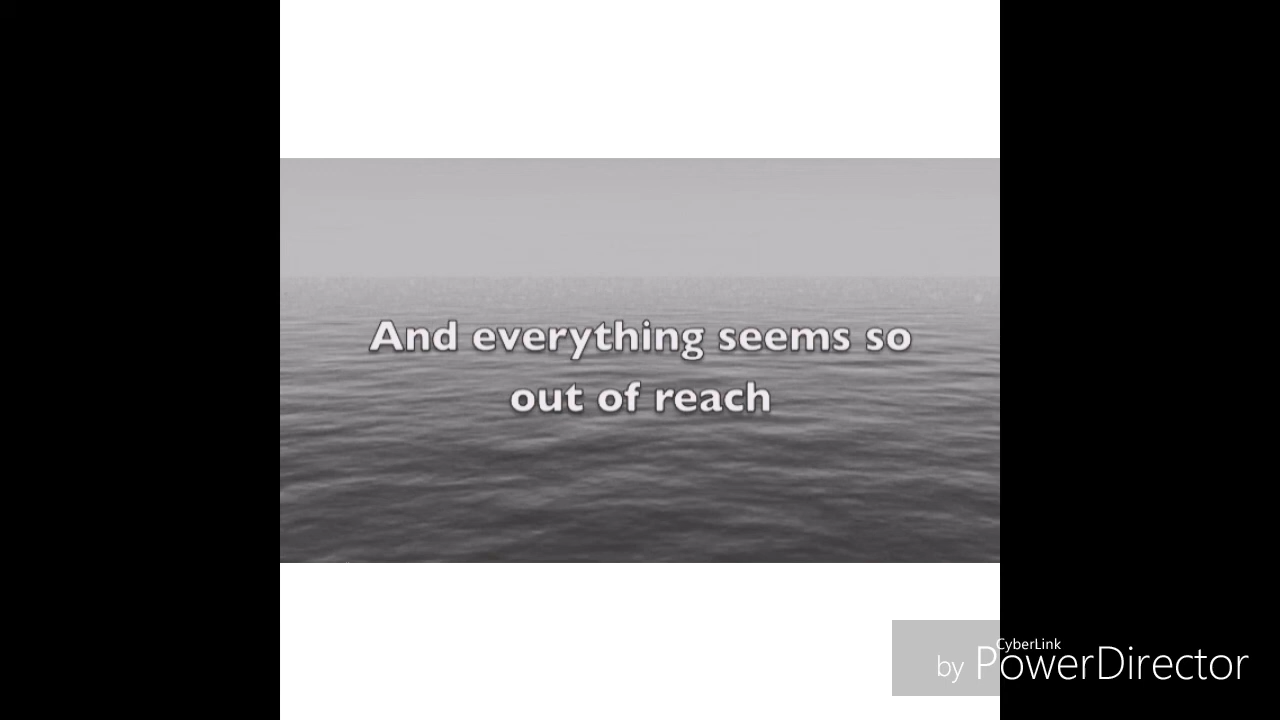 And everything seems so
out of reach
CyberLink
by PowerDirector